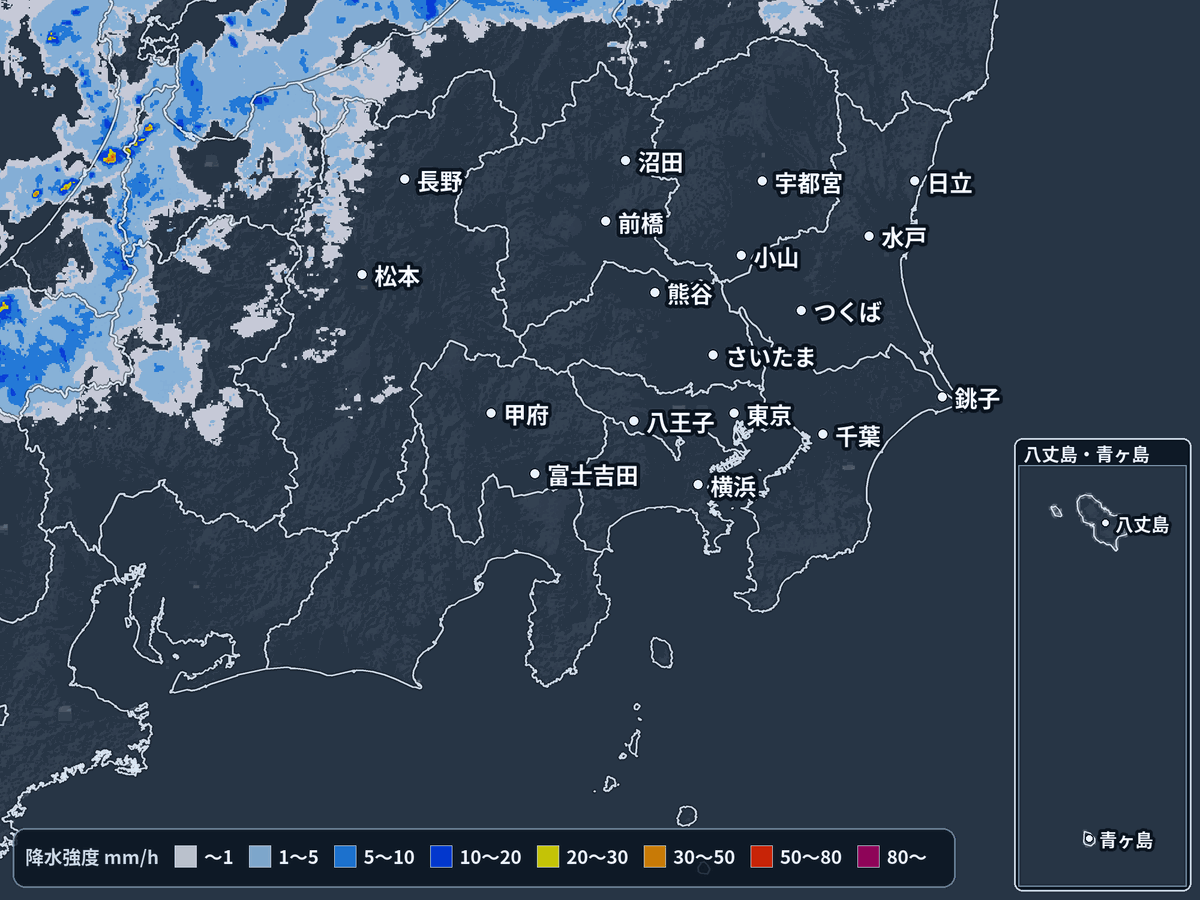 沼田
長野
宇都宮
日立
前橋
水戸
小山
松本
熊谷
つくば
さいたま
銚子
甲府
八王子
東京
千葉
富士吉田
横浜
八丈島・青ヶ島
八丈島
青ヶ島
降水強度 mm/h ～1 1～5 5～10 10～20 20～30 30～50 50～80 80～